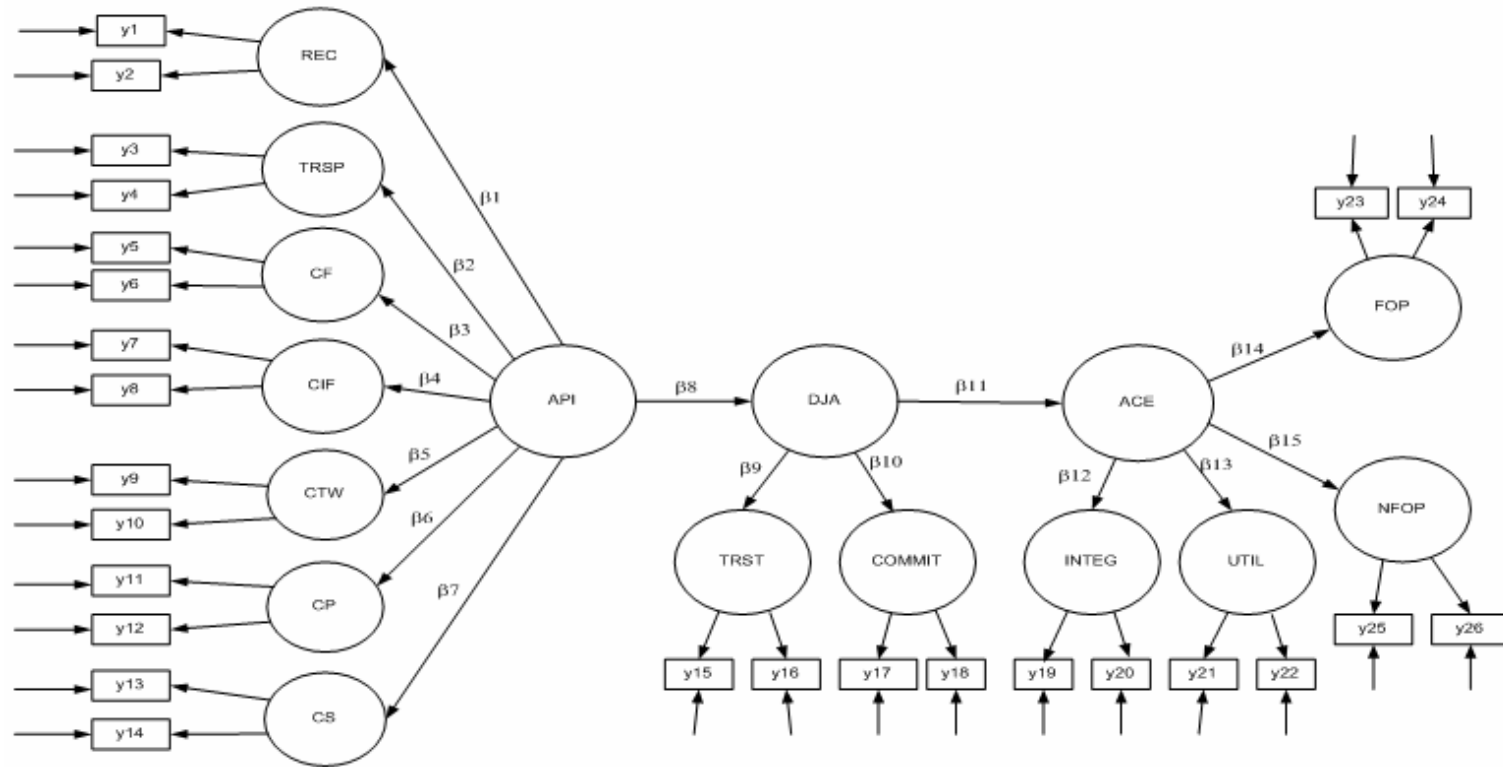 y1
y2
REC
y3
y4
TRSP
y5
y6
CF
y7
y8
CIF
y9
y10
CTW
y11
y12
CP
y13
y14
CS
β1
β2
β3
β4
β5
β6
β7
API
β8
DJA
β9
β10
TRST
COMMIT
y15
y16
y17
y18
β11
ACE
β12
β13
INTEG
UTIL
y19
y20
y21
y22
β14
β15
y23
y24
FOP
NFOP
y25
y26